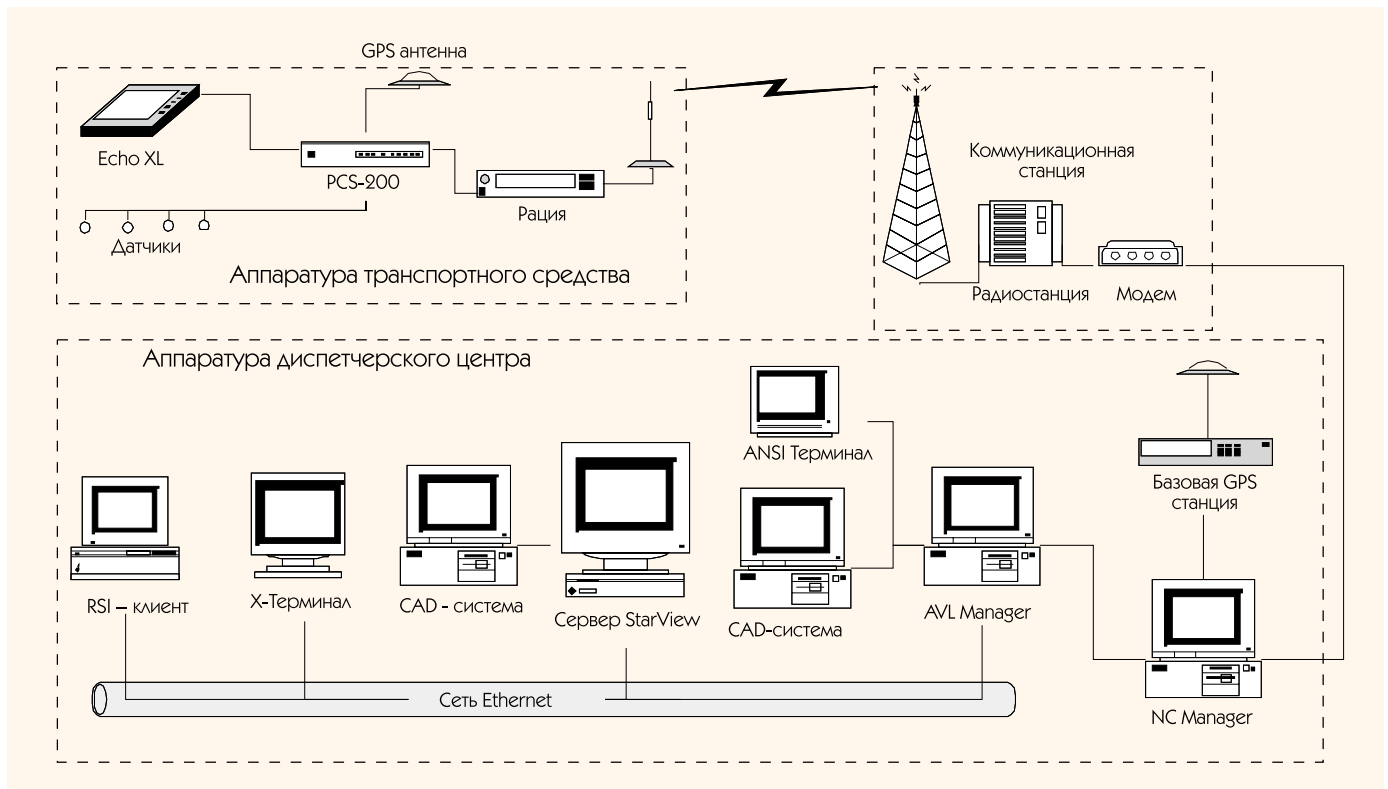 GPS антенна
Echo XL
PCS-200
Рация
Датчики
Аппаратура транспортного средства
Коммуникационная
станция
Радиостанция
Модем
Аппаратура диспетчерского центра
ANSI Терминал
Базовая GPS
станция
RSI – клиент
X-Терминал
CAD - система
Сервер StarView
CAD-система
AVL Manager
Сеть Ethernet
NC Manager